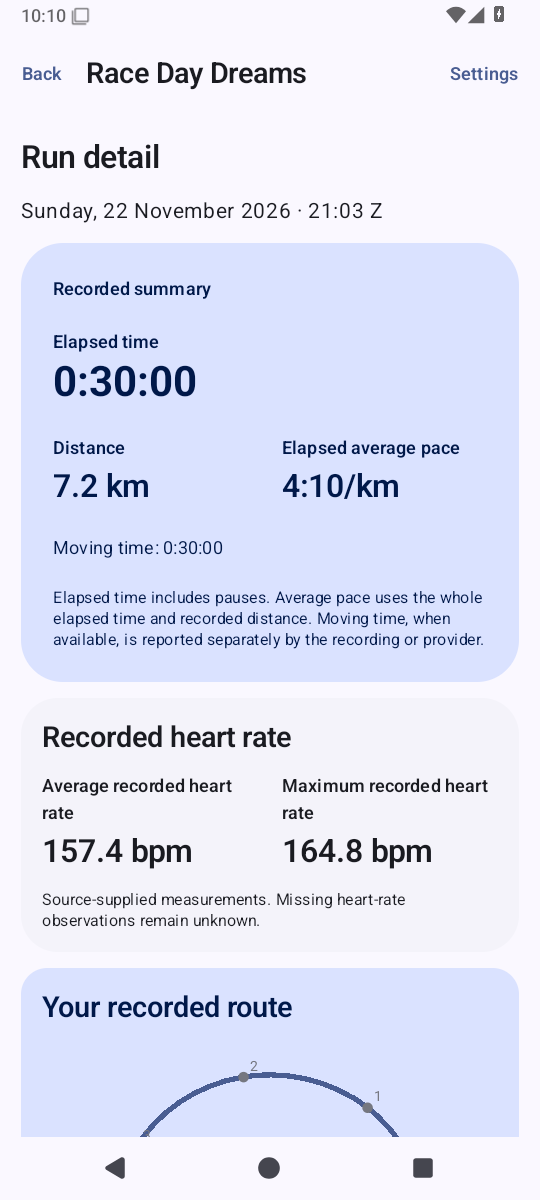 10:10
Back
Race Day Dreams
Settings
Run detail
Sunday, 22 November 2026 · 21:03 Z
Recorded summary
Elapsed time
0:30:00
Distance
Elapsed average pace
7.2 km
4:10/km
Moving time: 0:30:00
Elapsed time includes pauses. Average pace uses the whole
elapsed time and recorded distance. Moving time, when
available, is reported separately by the recording or provider.
Recorded heart rate
Average recorded heart
rate
157.4 bpm
Maximum recorded heart
rate
164.8 bpm
Source-supplied measurements. Missing heart-rate
observations remain unknown.
Your recorded route
2
1